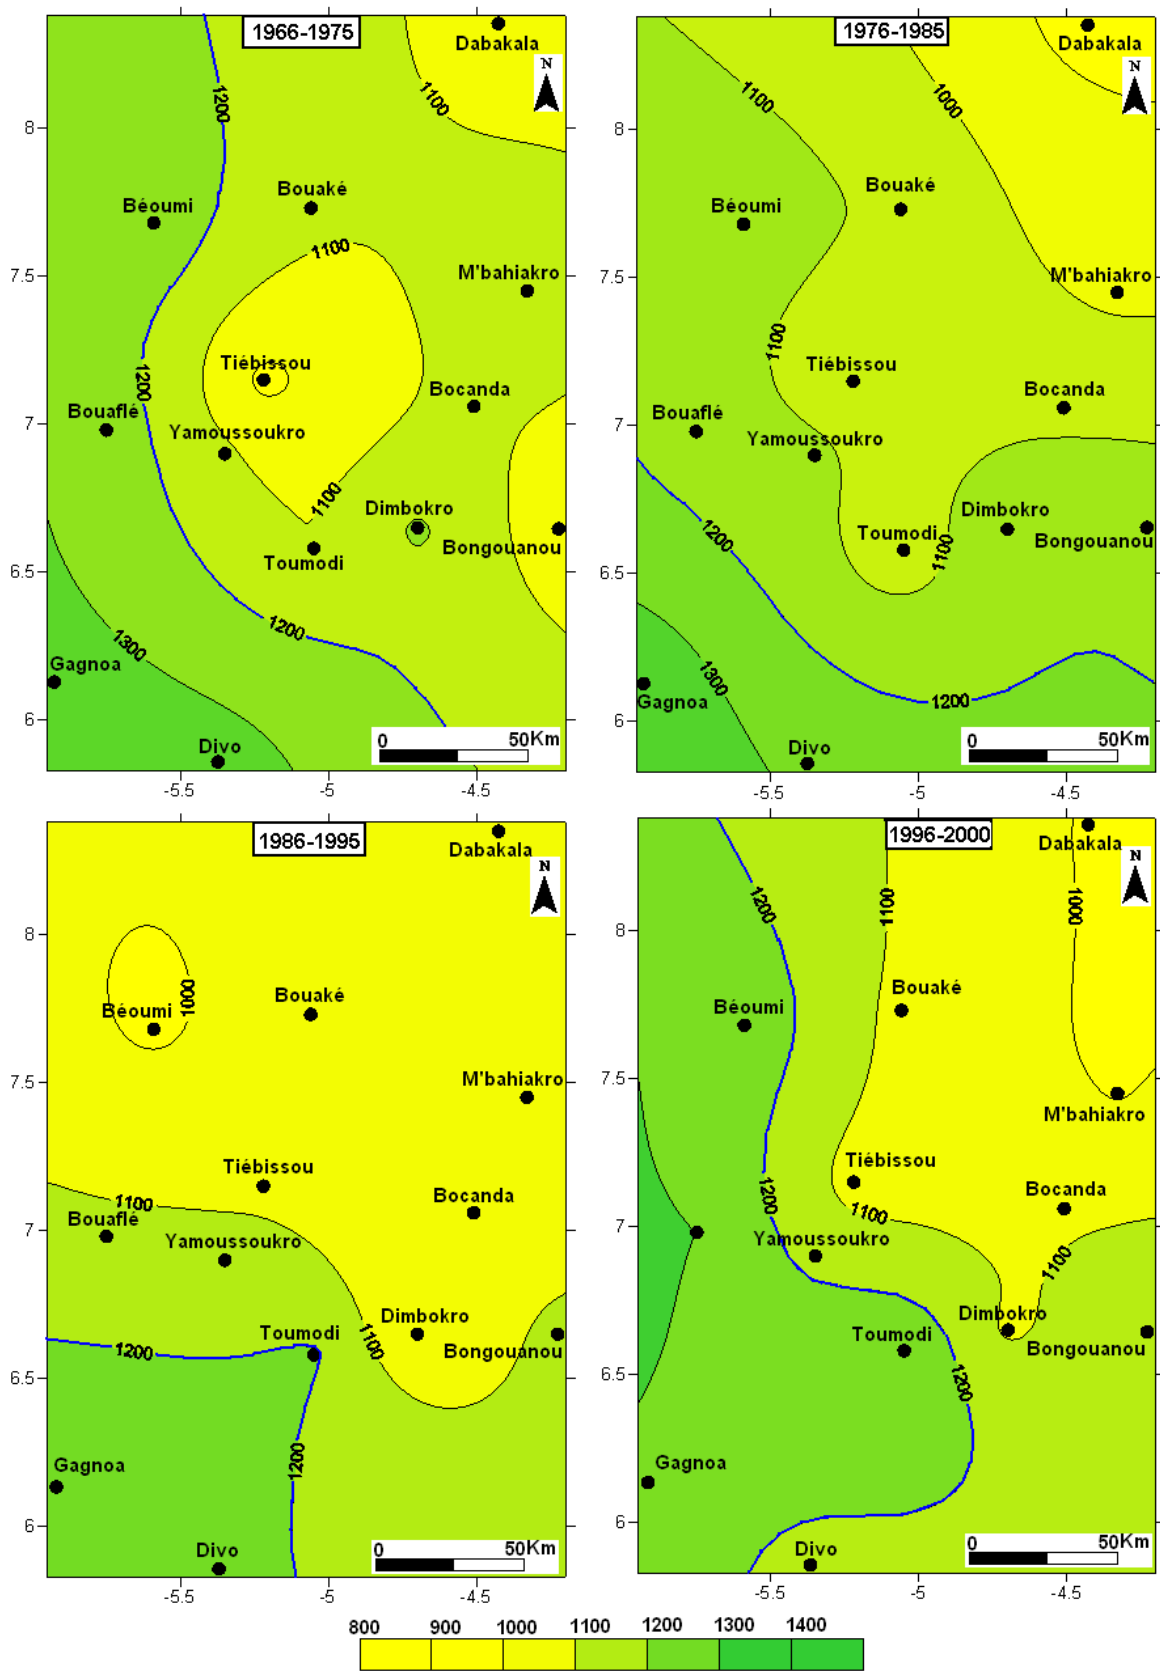 1966-1975
Dabakala
N
1200
1100
8
Béoumi
Bouaké
1100
7.5
M'bahiakro
Tiébissou
1200
Bocanda
Bouaflé
7
Yamoussoukro
1100
Dimbokro
Bongouanou
Toumodi
6.5
1200
1300
Gagnoa
6
Divo
0 50Km
-5.5 -5 -4.5
1976-1985
Dabakala
N
1100
1000
8
Béoumi
Bouaké
M'bahiakro
7.5
1100
Tiébissou
Bocanda
Bouaflé
7
Yamoussoukro
Dimbokro
Toumodi
Bongouanou
1200
1100
6.5
1300
Gagnoa
1200
6
Divo
0 50Km
-5.5 -5 -4.5
1986-1995
Dabakala
N
8
1000
Béoumi
Bouaké
M'bahiakro
7.5
Tiébissou
1100
Bocanda
Bouaflé
7
Yamoussoukro
Dimbokro
Toumodi
1100
Bongouanou
1200
6.5
1200
Gagnoa
6
Divo
0 50Km
-5.5 -5 -4.5
1996-2000
Dabakala
N
1200
1100
1000
8
Béoumi
Bouaké
7.5
M'bahiakro
Tiébissou
1200
1100
Bocanda
7
Yamoussoukro
1100
Dimbokro
Toumodi
Bongouanou
1200
6.5
Gagnoa
6
Divo
0 50Km
-5.5 -5 -4.5
800 900 1000 1100 1200 1300 1400